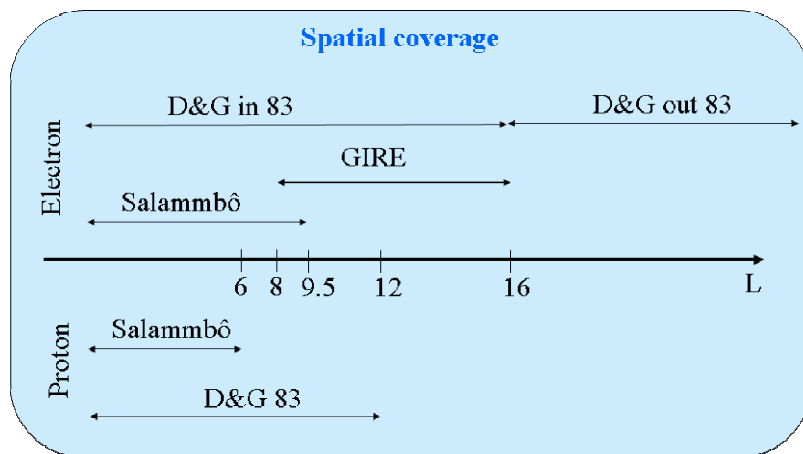 Spatial coverage
Electron
D&G in 83
D&G out 83
GIRE
Salammbô
6
8
9.5
12
16
L
Proton
Salammbô
D&G 83